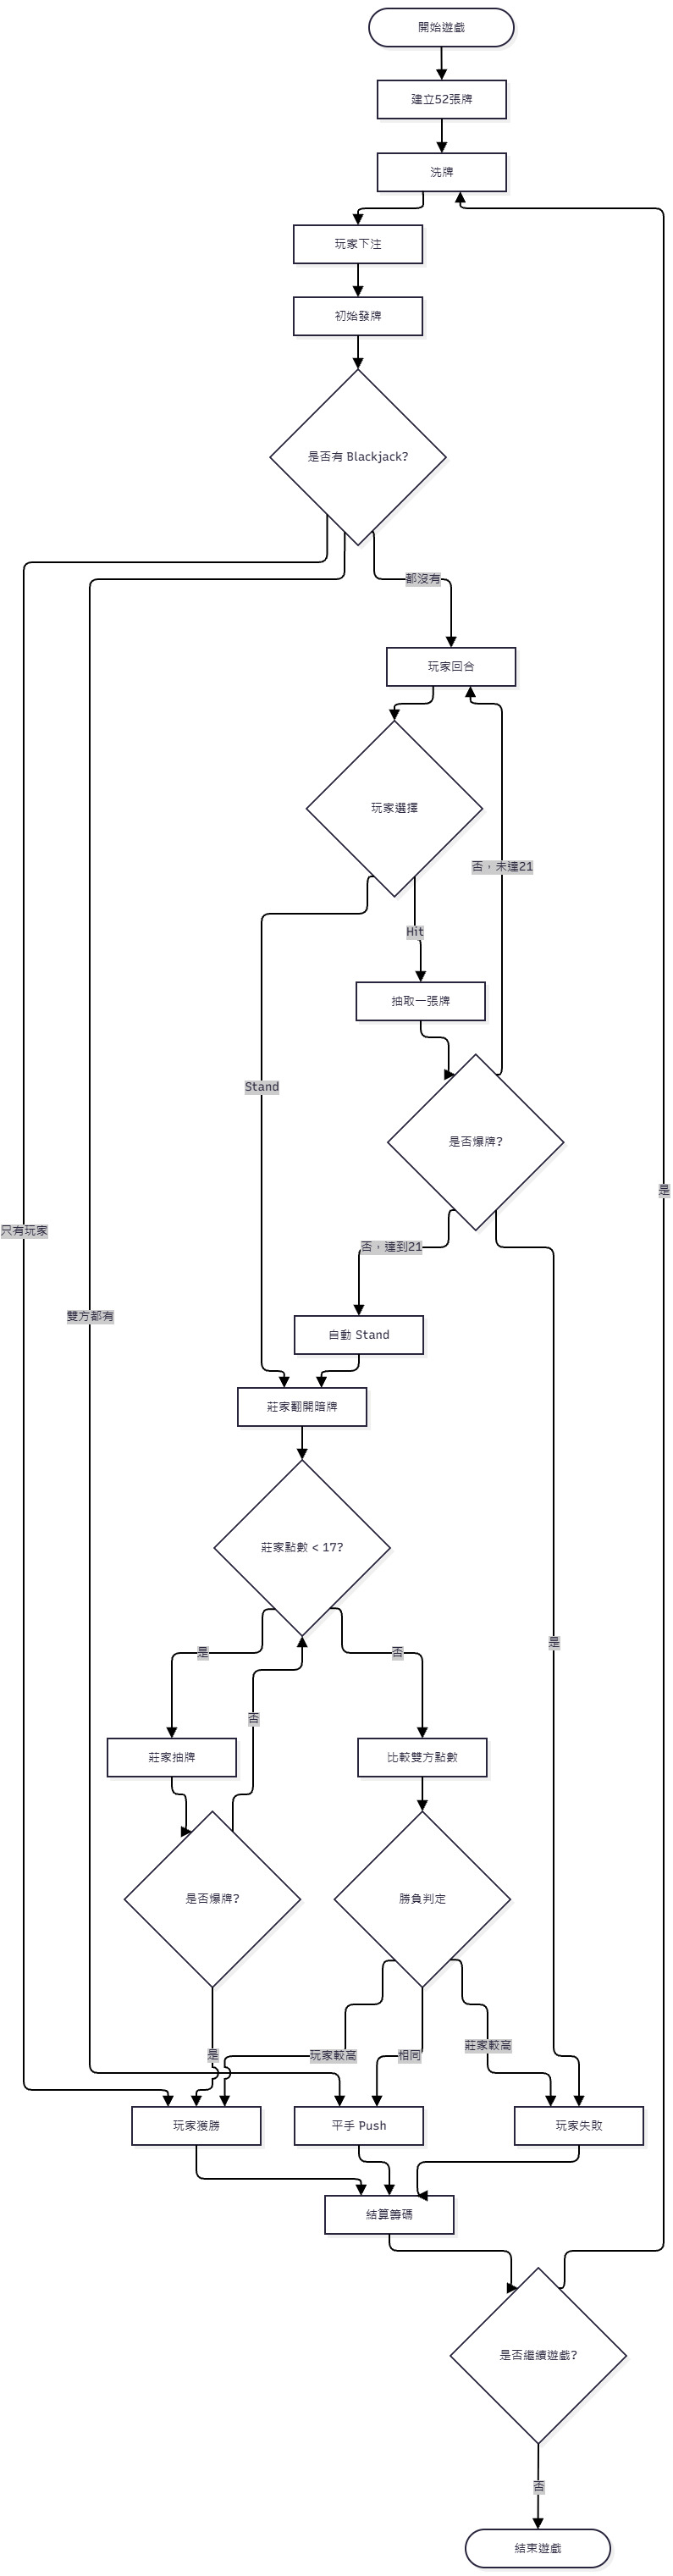 開始遊戲
建立52張牌
洗牌
玩家下注
初始發牌
是否有 Blackjack?
都沒有
玩家回合
玩家選擇
否，未達21
Hit
抽取一張牌
Stand
是否爆牌?
是
只有玩家
否，達到21
雙方都有
自動 Stand
莊家翻開暗牌
莊家點數 < 17?
是
是
否
否
莊家抽牌
比較雙方點數
是否爆牌?
勝負判定
是
玩家較高
相同
莊家較高
玩家獲勝
平手 Push
玩家失敗
結算籌碼
是否繼續遊戲?
否
結束遊戲